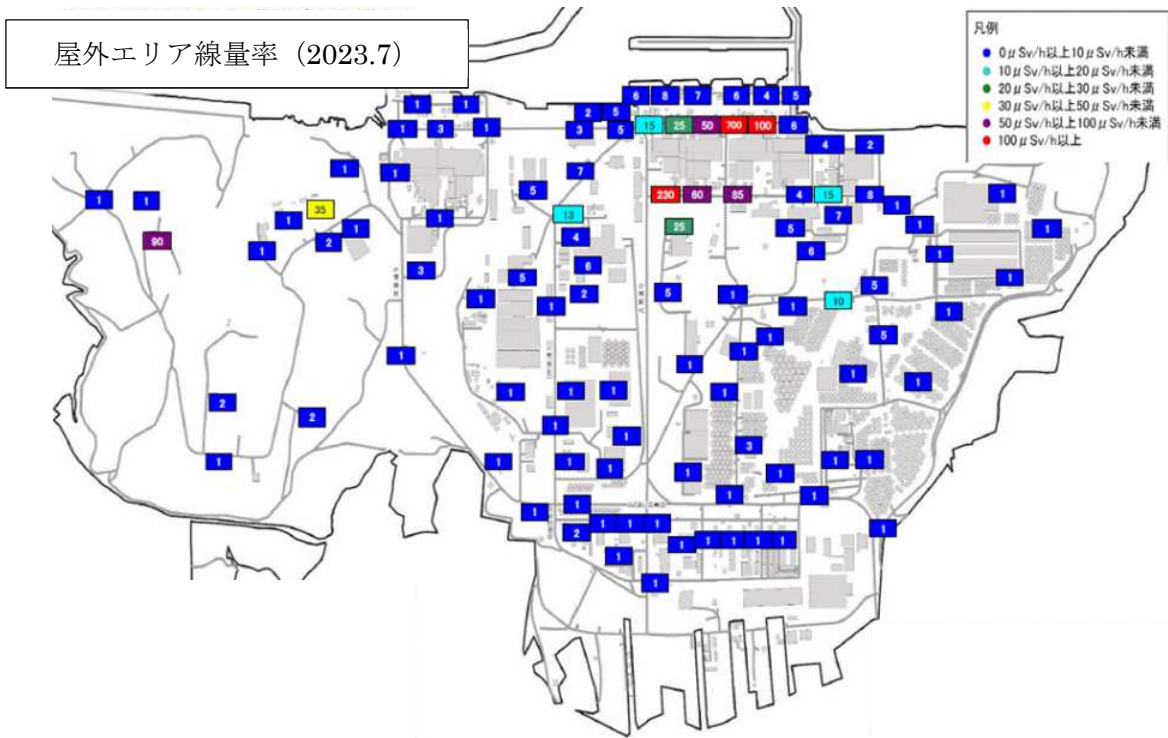 屋外エリア線量率（2023.7）
凡例
0μSv/h以上10μSv/h未満
10μSv/h以上20μSv/h未満
20μSv/h以上30μSv/h未満
30μSv/h以上50μSv/h未満
50μSv/h以上100μSv/h未満
100μSv/h以上
6 8 7 6 4 5
1 1 2 5
1 3 1 3 5 15 25 50 700 100 6
4 2
1 1 7
1 1 5 230 60 85 4 15 8 1
35 1 1 13 7 1
90 1 2 1 4 25 5 1 1
3 5 6 6 1 1
1 1 2 5 1 1 10 5 1
1 1 1 1 5
2 2 1 1 1 1 1 1
1 1 3
1 1 1 1 1 1 1 1
1 1 1 1
2 1 1 1 1
1 1 1 1 1 1
1